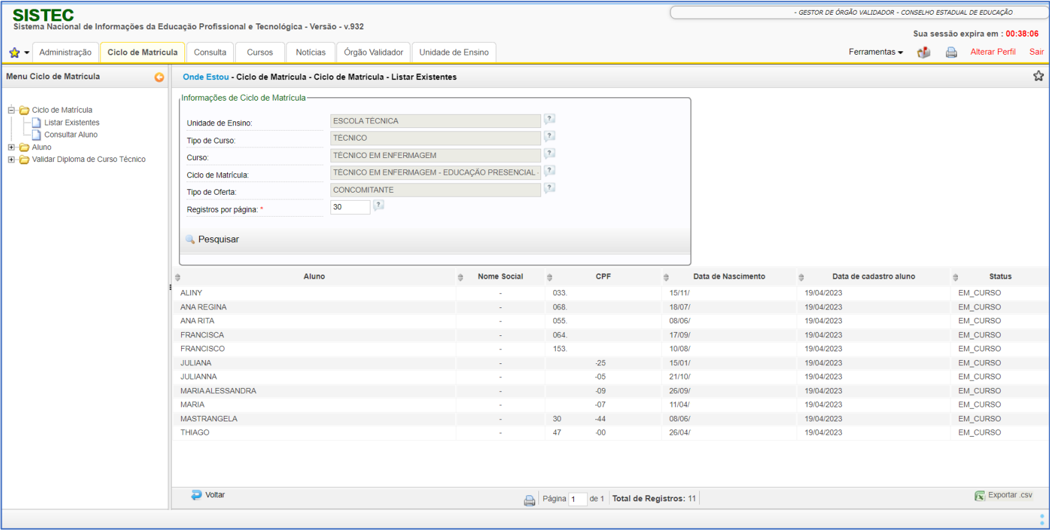 SISTEC
Sistema Nacional de Informações da Educação Profissional e Tecnológica - Versão - v.932
- GESTOR DE ÓRGÃO VALIDADOR - CONSELHO ESTADUAL DE EDUCAÇÃO
Sua sessão expira em : 00:38:06
Administração Ciclo de Matrícula Consulta Cursos Notícias Órgão Validador Unidade de Ensino Ferramentas Alterar Perfil Sair
Menu Ciclo de Matrícula
Onde Estou - Ciclo de Matricula - Ciclo de Matricula - Listar Existentes
Ciclo de Matrícula
Listar Existentes
Consultar Aluno
Aluno
Validar Diploma de Curso Técnico
Informações de Ciclo de Matrícula
Unidade de Ensino: ESCOLA TECNICA
Tipo de Curso: TÉCNICO
Curso: TECNICO EM ENFERMAGEM
Ciclo de Matrícula: TECNICO EM ENFERMAGEM - EDUCAÇÃO PRESENCIAL -
Tipo de Oferta: CONCOMITANTE
Registros por página: * 30
Pesquisar
Aluno Nome Social CPF Data de Nascimento Data de cadastro aluno Status
ALINY - 033. 15/11/ 19/04/2023 EM_CURSO
ANA REGINA - 068. 18/07/ 19/04/2023 EM_CURSO
ANA RITA - 055. 08/06/ 19/04/2023 EM_CURSO
FRANCISCA - 064. 17/09/ 19/04/2023 EM_CURSO
FRANCISCO - 153. 10/08/ 19/04/2023 EM_CURSO
JULIANA - -25 15/01/ 19/04/2023 EM_CURSO
JULIANNA - -05 21/10/ 19/04/2023 EM_CURSO
MARIA ALESSANDRA - -09 26/09/ 19/04/2023 EM_CURSO
MARIA - -07 11/04/ 19/04/2023 EM_CURSO
MASTRANGELA - 30 -44 08/06/ 19/04/2023 EM_CURSO
THIAGO - 47 -00 26/04/ 19/04/2023 EM_CURSO
Voltar Página 1 de 1 Total de Registros: 11 Exportar .csv